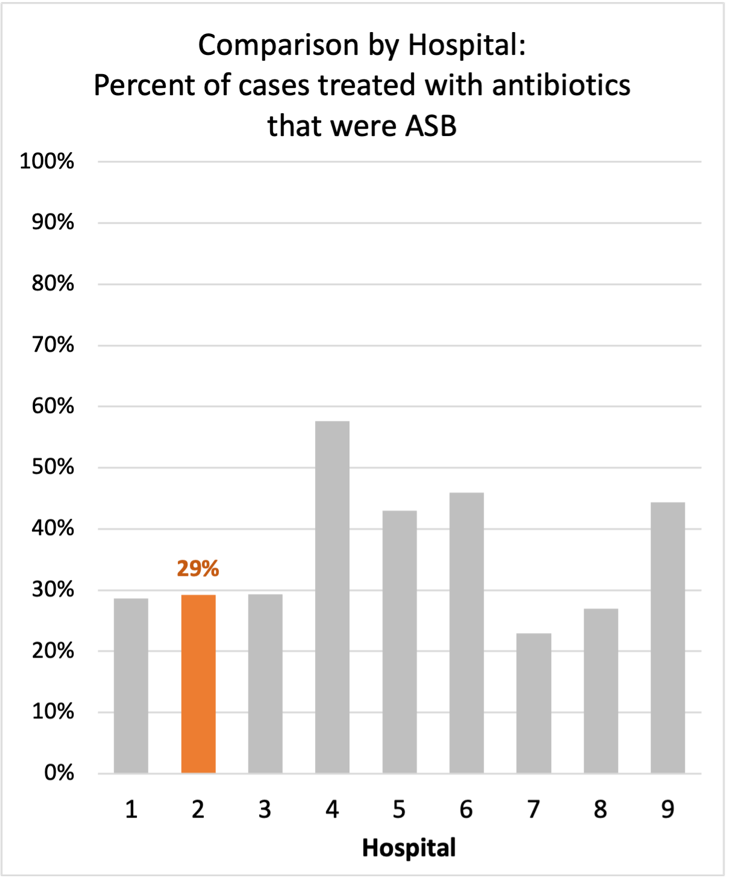 Comparison by Hospital:
Percent of cases treated with antibiotics
that were ASB
100%
90%
80%
70%
60%
50%
40%
30%
20%
10%
0%
29%
1 2 3 4 5 6 7 8 9
Hospital